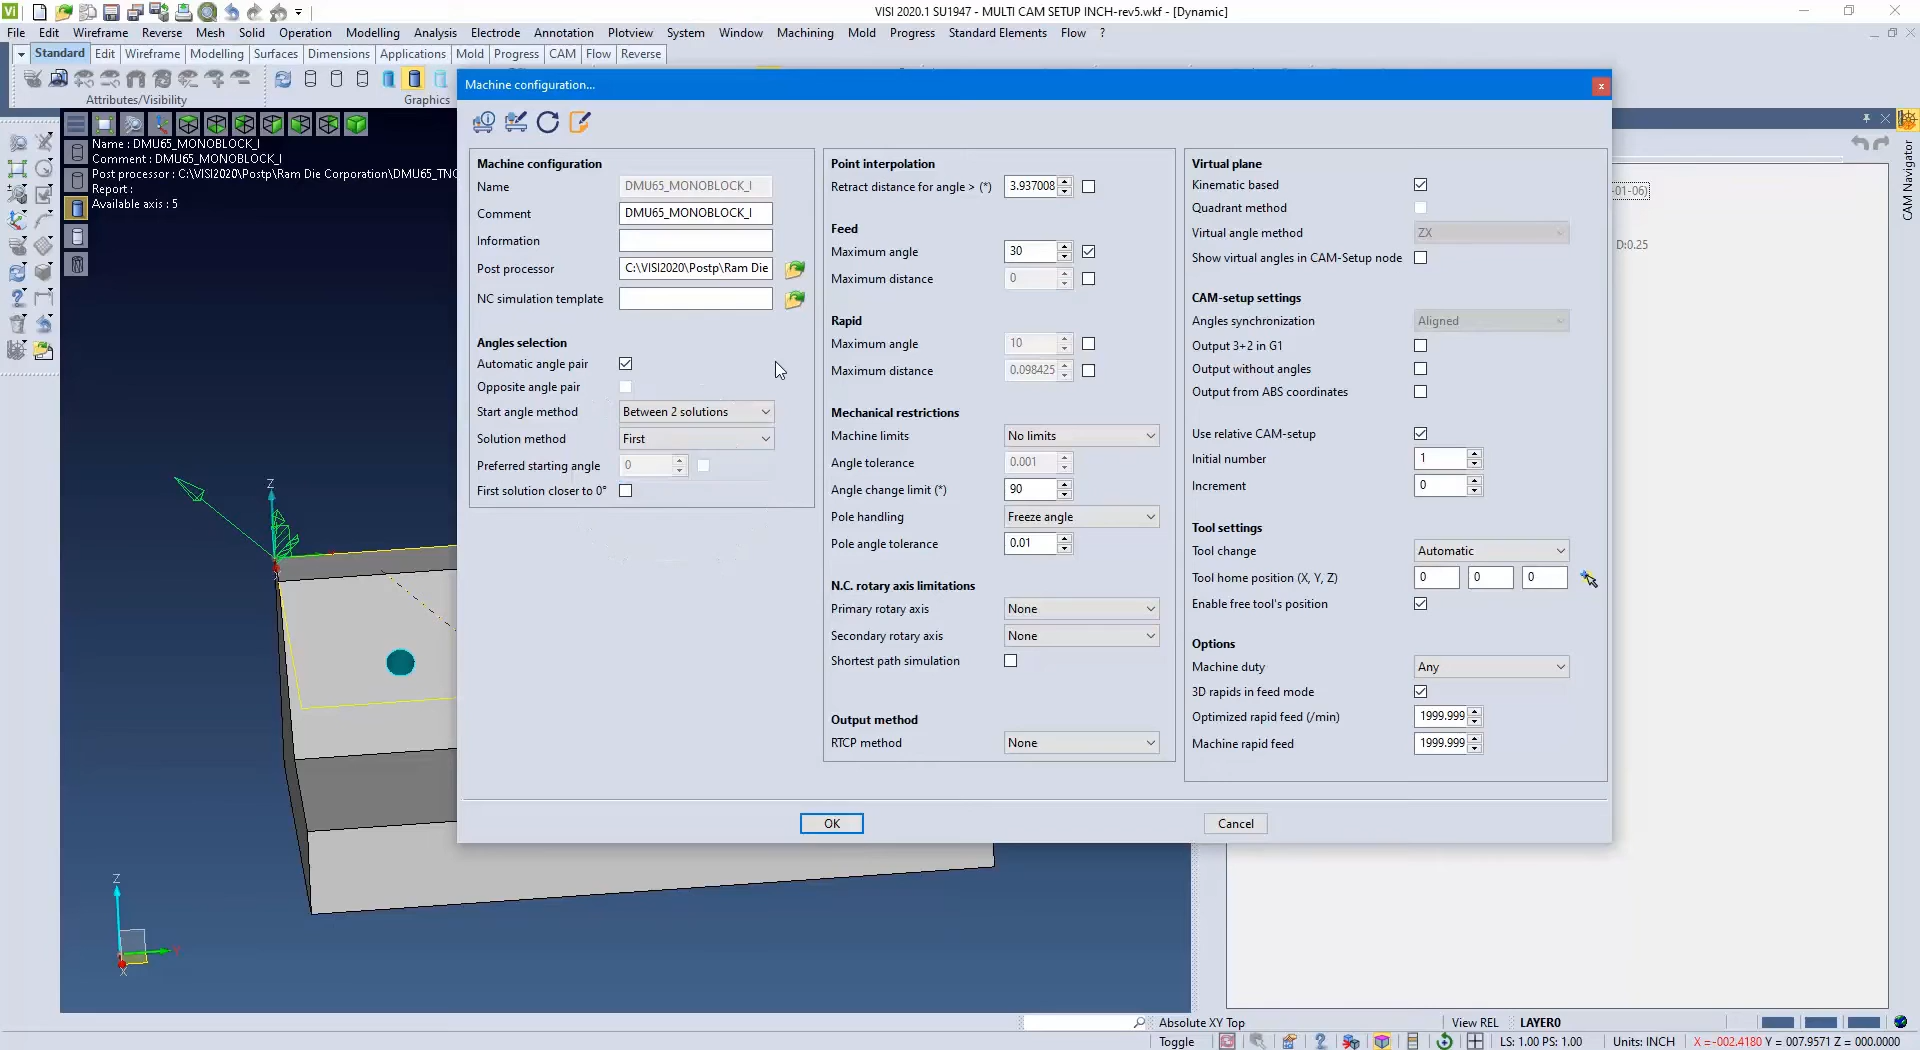 VISI 2020.1 SU1947 - MULTI CAM SETUP INCH-rev5.wkf - [Dynamic]
File Edit Wireframe Reverse Mesh Solid Operation Modelling Analysis Electrode Annotation Plotview System Window Machining Mold Progress Standard Elements Flow ?
Standard Edit Wireframe Modelling Surfaces Dimensions Applications Mold Progress CAM Flow Reverse
Attributes/Visibility Graphics
Name : DMU65_MONOBLOCK_I
Comment : DMU65_MONOBLOCK_I
Post processor : C:\VISI2020\Postp\Ram Die Corporation\DMU65_TNC
Report :
Available axis : 5
Machine configuration...
Machine configuration
Name DMU65_MONOBLOCK_I
Comment DMU65_MONOBLOCK_I
Information
Post processor C:\VISI2020\Postp\Ram Die
NC simulation template
Angles selection
Automatic angle pair
Opposite angle pair
Start angle method Between 2 solutions
Solution method First
Preferred starting angle 0
First solution closer to 0°
Point interpolation
Retract distance for angle > (*) 3.937008
Feed
Maximum angle 30
Maximum distance 0
Rapid
Maximum angle 10
Maximum distance 0.098425
Mechanical restrictions
Machine limits No limits
Angle tolerance 0.001
Angle change limit (*) 90
Pole handling Freeze angle
Pole angle tolerance 0.01
N.C. rotary axis limitations
Primary rotary axis None
Secondary rotary axis None
Shortest path simulation
Output method
RTCP method None
Virtual plane
Kinematic based
Quadrant method
Virtual angle method ZX
Show virtual angles in CAM-Setup node
CAM-setup settings
Angles synchronization Aligned
Output 3+2 in G1
Output without angles
Output from ABS coordinates
Use relative CAM-setup
Initial number 1
Increment 0
Tool settings
Tool change Automatic
Tool home position (X, Y, Z) 0 0 0
Enable free tool's position
Options
Machine duty Any
3D rapids in feed mode
Optimized rapid feed (/min) 1999.999
Machine rapid feed 1999.999
OK Cancel
-01-06)
D:0.25
CAM Navigator
Z
Z
Y
X
Absolute XY Top View REL LAYER0
Toggle LS: 1.00 PS: 1.00 Units: INCH X =-002.4180 Y = 007.9571 Z = 000.0000